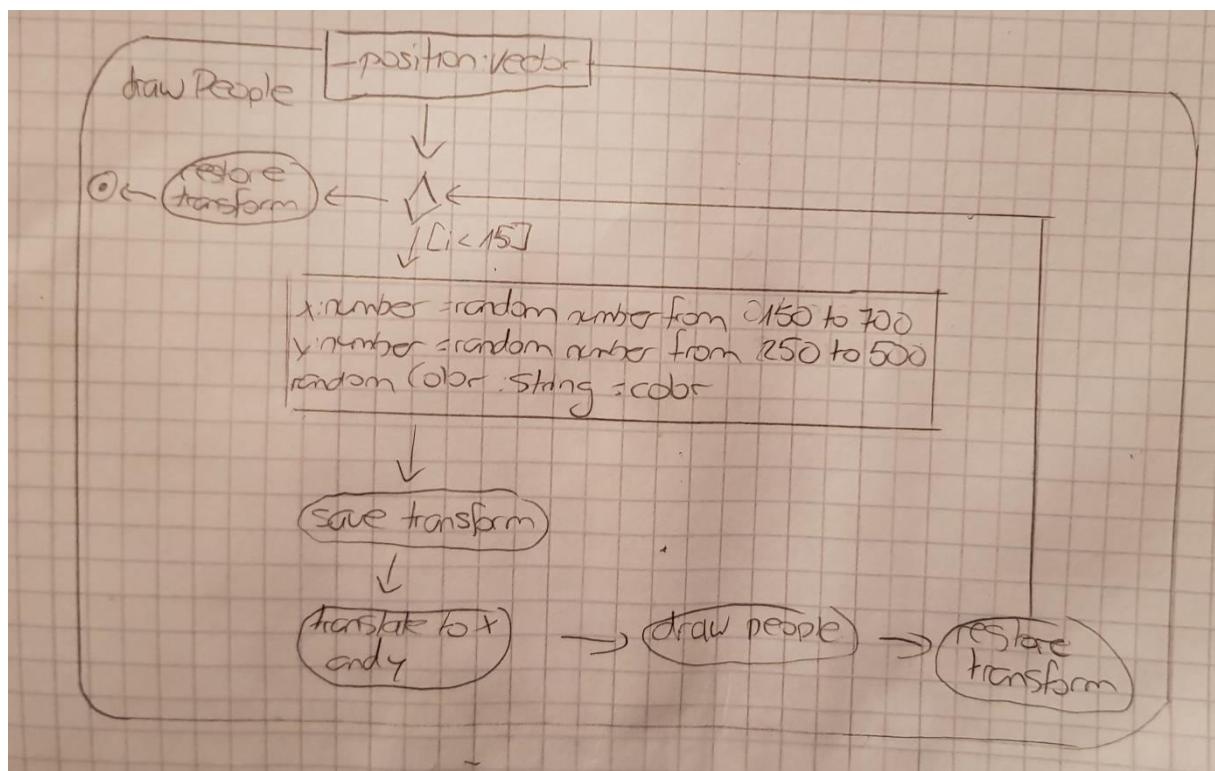 draw People
-position:vector
restore
transform
[i<15]
x:number =random number from 0150 to 700
y:number =random number from 250 to 500
random Color:String =color
save transform
translate to x
and y
draw people
restore
transform